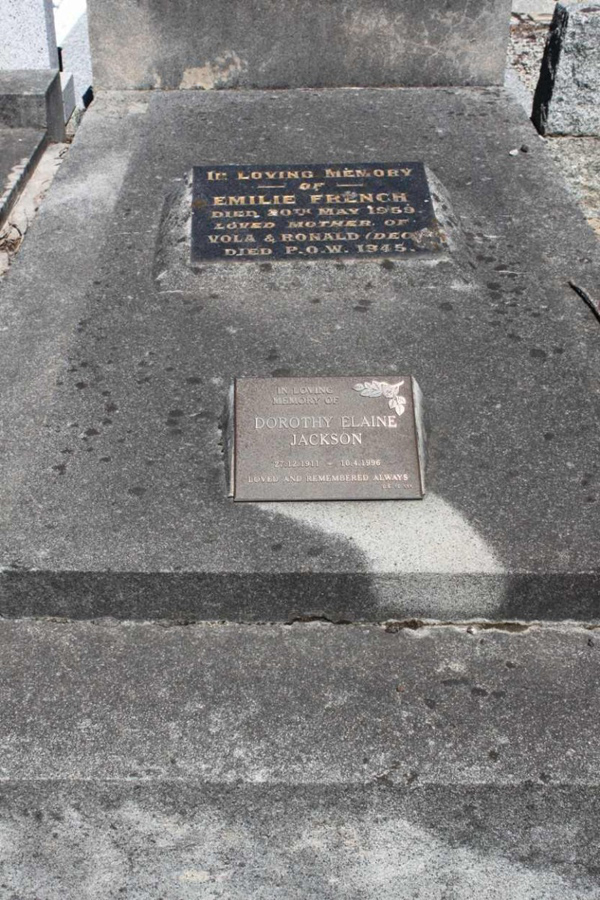 IN LOVING MEMORY
OF
EMILIE FRENCH
DIED 20TH MAY 1959.
LOVED MOTHER OF
VOLA & RONALD (DEC
DIED P.O.W. 1945.
IN LOVING
MEMORY OF
DOROTHY ELAINE
JACKSON
27.12.1911 - 10.4.1996
LOVED AND REMEMBERED ALWAYS